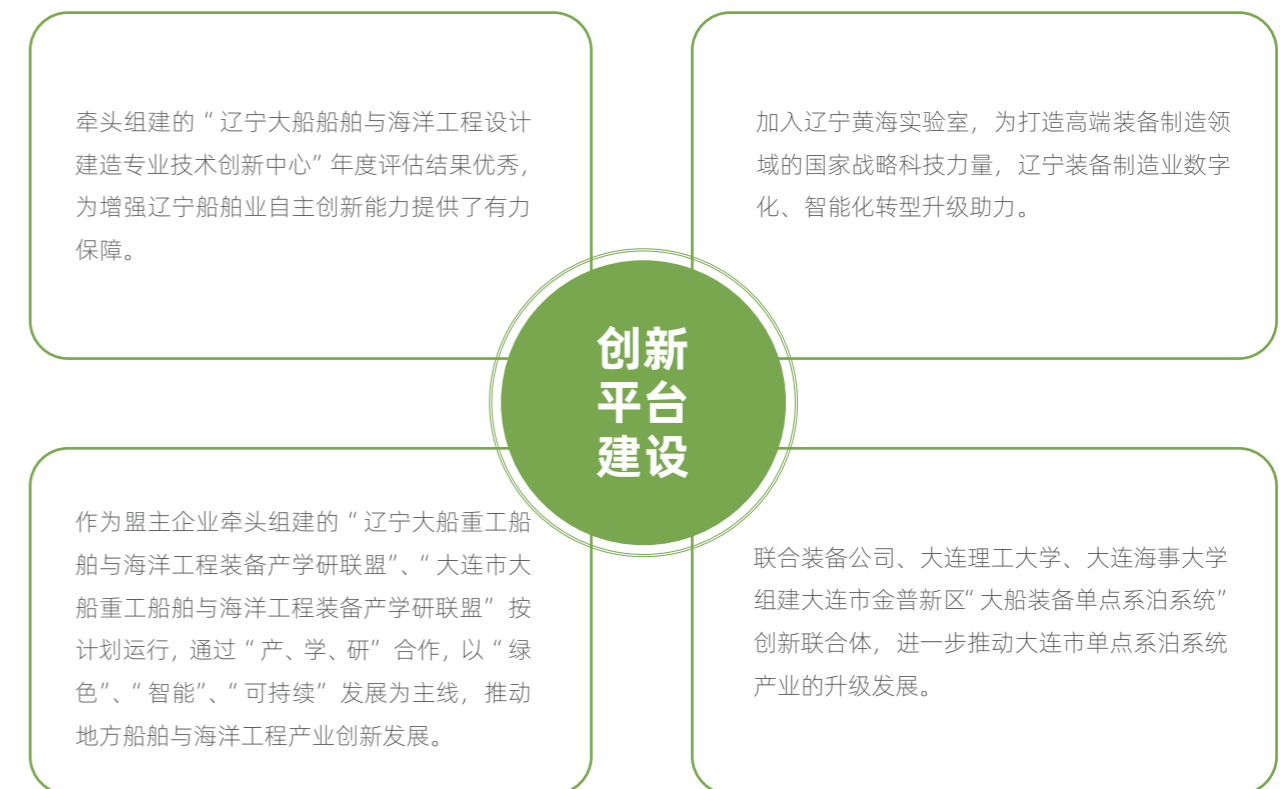 牵头组建的“辽宁大船船舶与海洋工程设计
建造专业技术创新中心”年度评估结果优秀，
为增强辽宁船舶业自主创新能力提供了有力
保障。
加入辽宁黄海实验室，为打造高端装备制造领
域的国家战略科技力量，辽宁装备制造业数字
化、智能化转型升级助力。
创新
平台
建设
作为盟主企业牵头组建的“辽宁大船重工船
舶与海洋工程装备产学研联盟”、“大连市大
船重工船舶与海洋工程装备产学研联盟”按
计划运行，通过“产、学、研”合作，以“绿
色”、“智能”、“可持续”发展为主线，推动
地方船舶与海洋工程产业创新发展。
联合装备公司、大连理工大学、大连海事大学
组建大连市金普新区“大船装备单点系泊系统”
创新联合体，进一步推动大连市单点系泊系统
产业的升级发展。